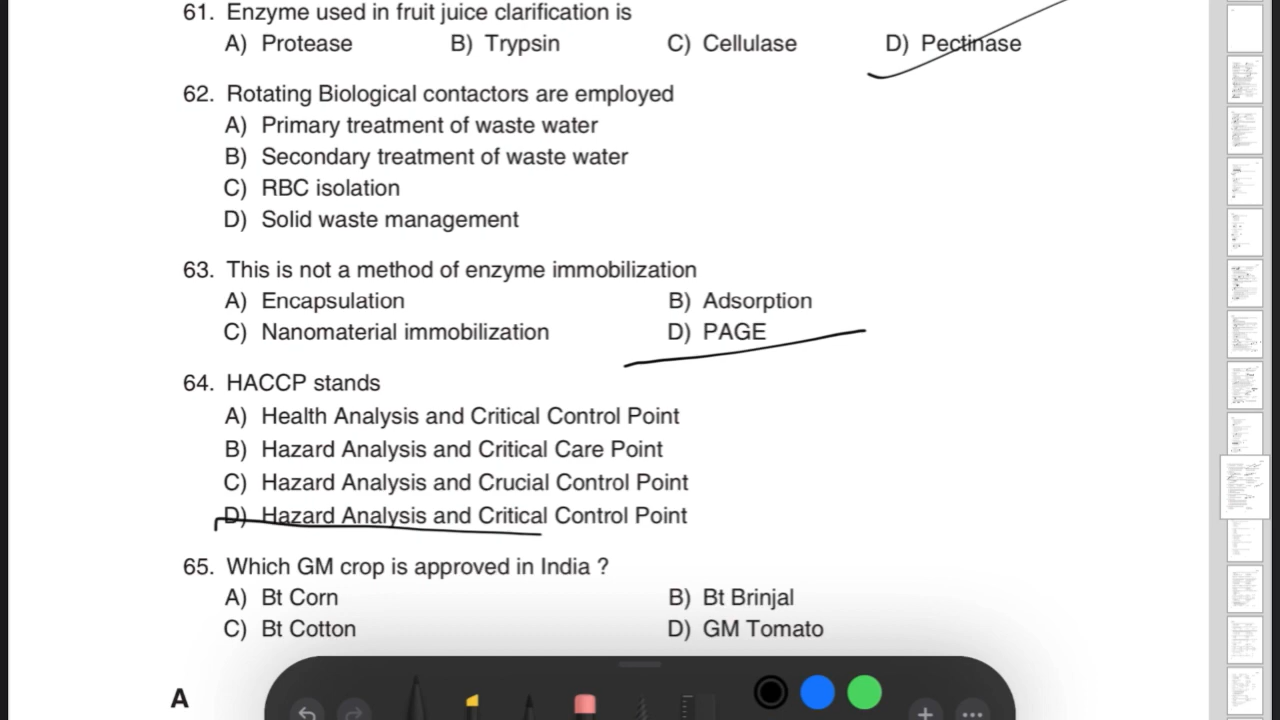 61. Enzyme used in fruit juice clarification is
A) Protease B) Trypsin C) Cellulase D) Pectinase
62. Rotating Biological contactors are employed
A) Primary treatment of waste water
B) Secondary treatment of waste water
C) RBC isolation
D) Solid waste management
63. This is not a method of enzyme immobilization
A) Encapsulation B) Adsorption
C) Nanomaterial immobilization D) PAGE
64. HACCP stands
A) Health Analysis and Critical Control Point
B) Hazard Analysis and Critical Care Point
C) Hazard Analysis and Crucial Control Point
D) Hazard Analysis and Critical Control Point
65. Which GM crop is approved in India ?
A) Bt Corn B) Bt Brinjal
C) Bt Cotton D) GM Tomato
A